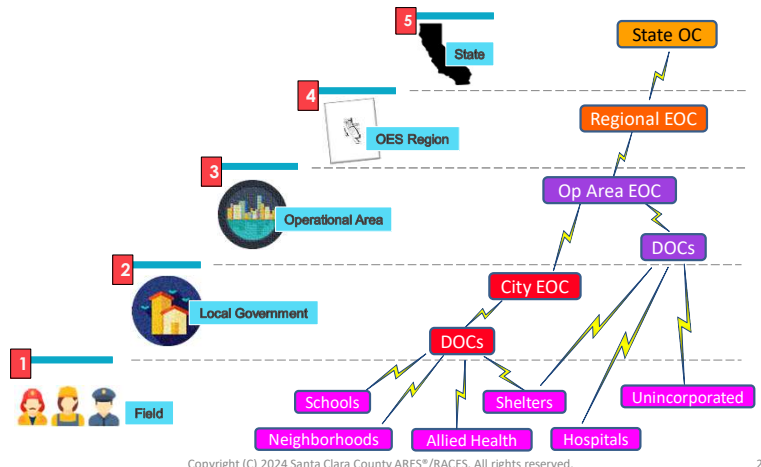 5
State
State OC
4
OES Region
Regional EOC
3
Operational Area
Op Area EOC
DOCs
2
Local Government
City EOC
DOCs
1
Field
Schools
Shelters
Unincorporated
Neighborhoods
Allied Health
Hospitals
Copyright (C) 2024 Santa Clara County ARES®/RACES. All rights reserved.
2